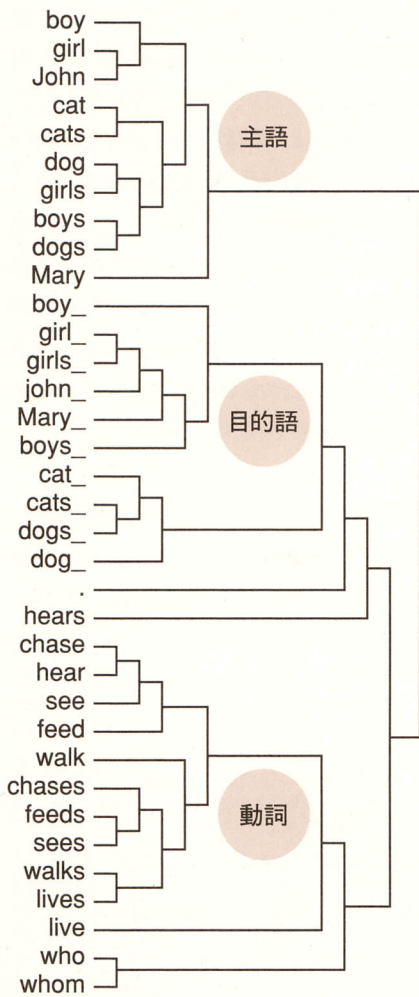 boy
girl
John
cat
cats
dog
girls
boys
dogs
Mary
主語
boy_
girl_
girls_
john_
Mary_
boys_
目的語
cat_
cats_
dogs_
dog_
.
hears
chase
hear
see
feed
walk
chases
feeds
sees
walks
lives
動詞
live
who
whom